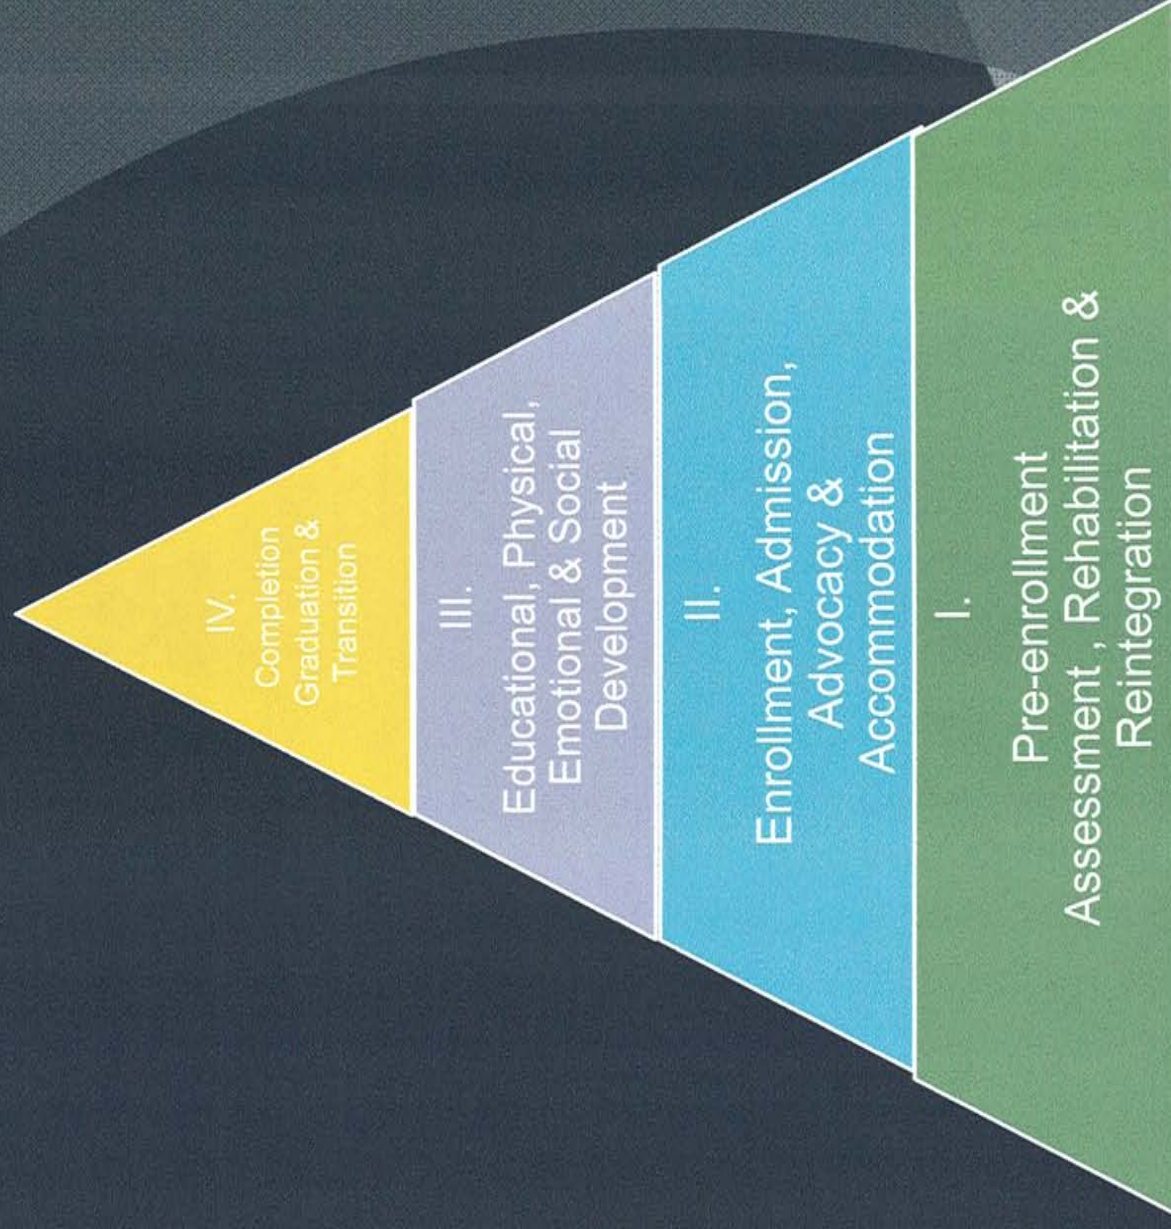 IV.
Completion
Graduation &
Transition
III.
Educational, Physical,
Emotional & Social
Development
II.
Enrollment, Admission,
Advocacy &
Accommodation
I.
Pre-enrollment
Assessment , Rehabilitation &
Reintegration